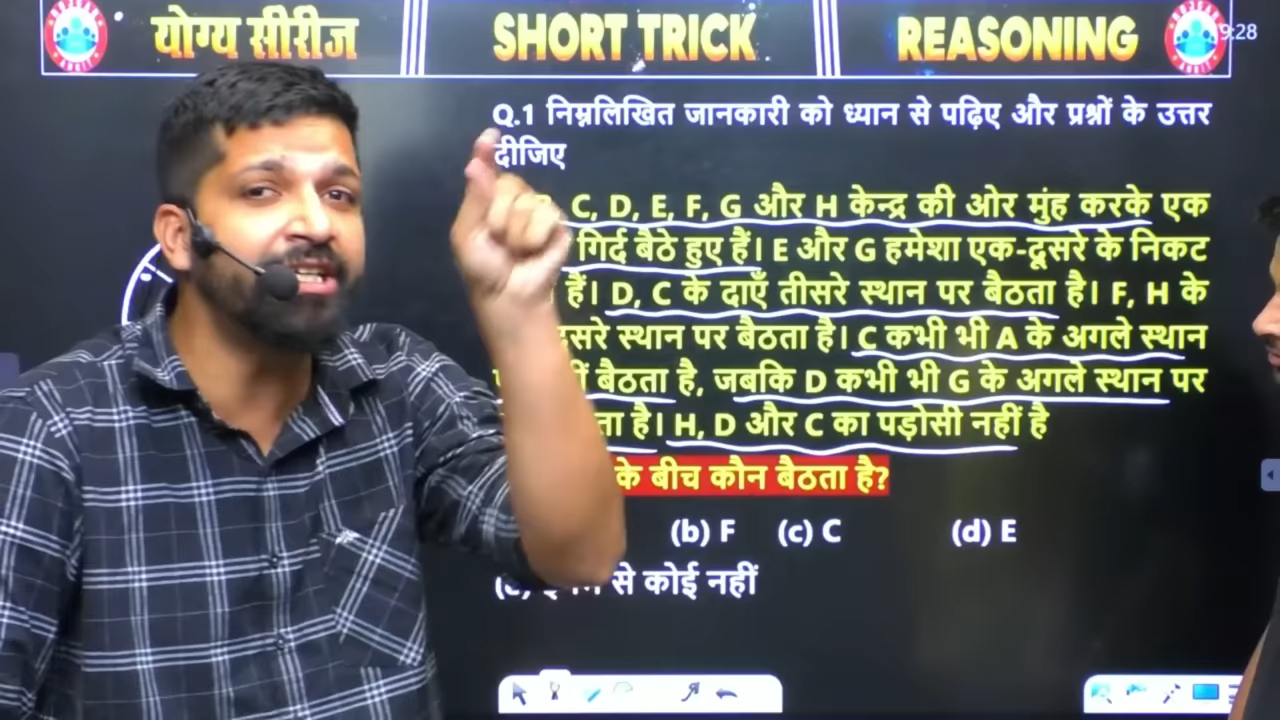 योग्य सीरीज
SHORT TRICK
REASONING
9:28
Q.1 निम्नलिखित जानकारी को ध्यान से पढ़िए और प्रश्नों के उत्तर
दीजिए
C, D, E, F, G और H केन्द्र की ओर मुंह करके एक
गिर्द बैठे हुए हैं। E और G हमेशा एक-दूसरे के निकट
हैं। D, C के दाएँ तीसरे स्थान पर बैठता है। F, H के
स्थान पर बैठता है। C कभी भी A के अगले स्थान
बैठता है, जबकि D कभी भी G के अगले स्थान पर
है। H, D और C का पड़ोसी नहीं है
के बीच कौन बैठता है?
(b) F (c) C (d) E
से कोई नहीं